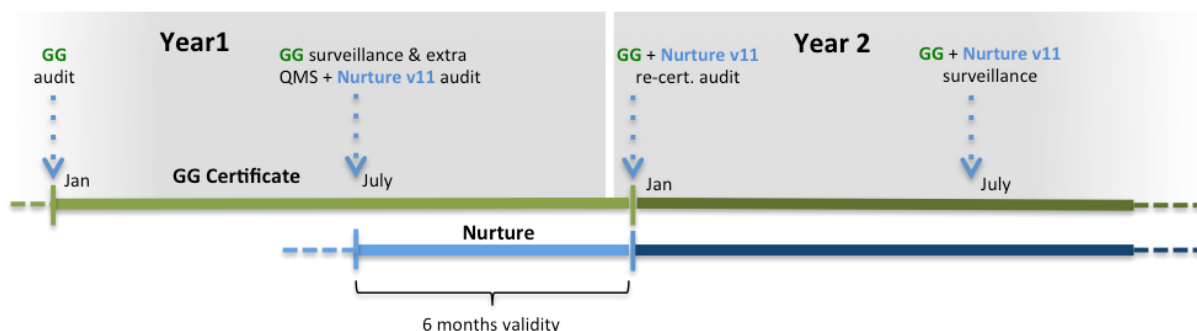 Year1
Year 2
GG
audit
GG surveillance & extra
QMS + Nurture v11 audit
GG + Nurture v11
re-cert. audit
GG + Nurture v11
surveillance
Jan
GG Certificate
July
Jan
July
Nurture
6 months validity